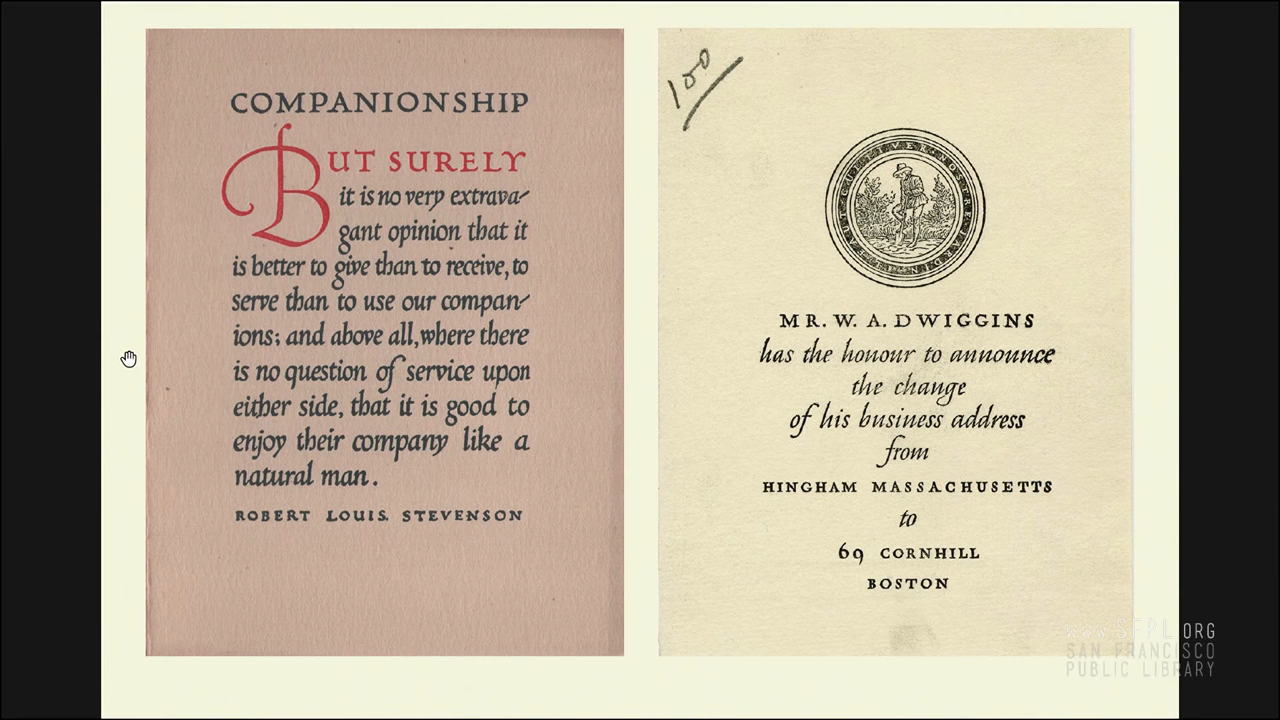 COMPANIONSHIP
BUT SURELY
it is no very extrava-
gant opinion that it
is better to give than to receive, to
serve than to use our compan-
ions; and above all, where there
is no question of service upon
either side, that it is good to
enjoy their company like a
natural man.
ROBERT LOUIS STEVENSON
100
MR. W. A. DWIGGINS
has the honour to announce
the change
of his business address
from
HINGHAM MASSACHUSETTS
to
69 CORNHILL
BOSTON
www.SFPL.ORG
SAN FRANCISCO
PUBLIC LIBRARY